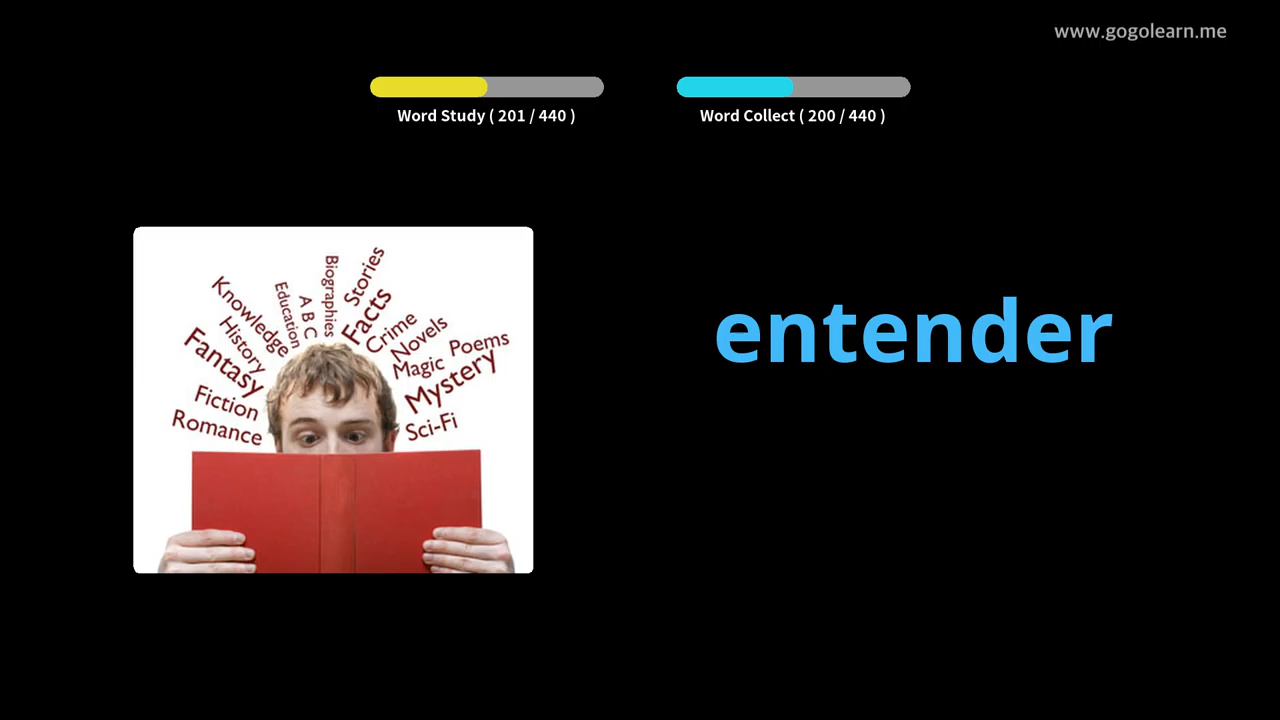 www.gogolearn.me
Word Study ( 201 / 440 )
Word Collect ( 200 / 440 )
Romance
Fiction
Fantasy
History
Knowledge
Education
A B C
Biographies
Stories
Facts
Crime
Novels
Magic
Poems
Mystery
Sci-Fi
entender